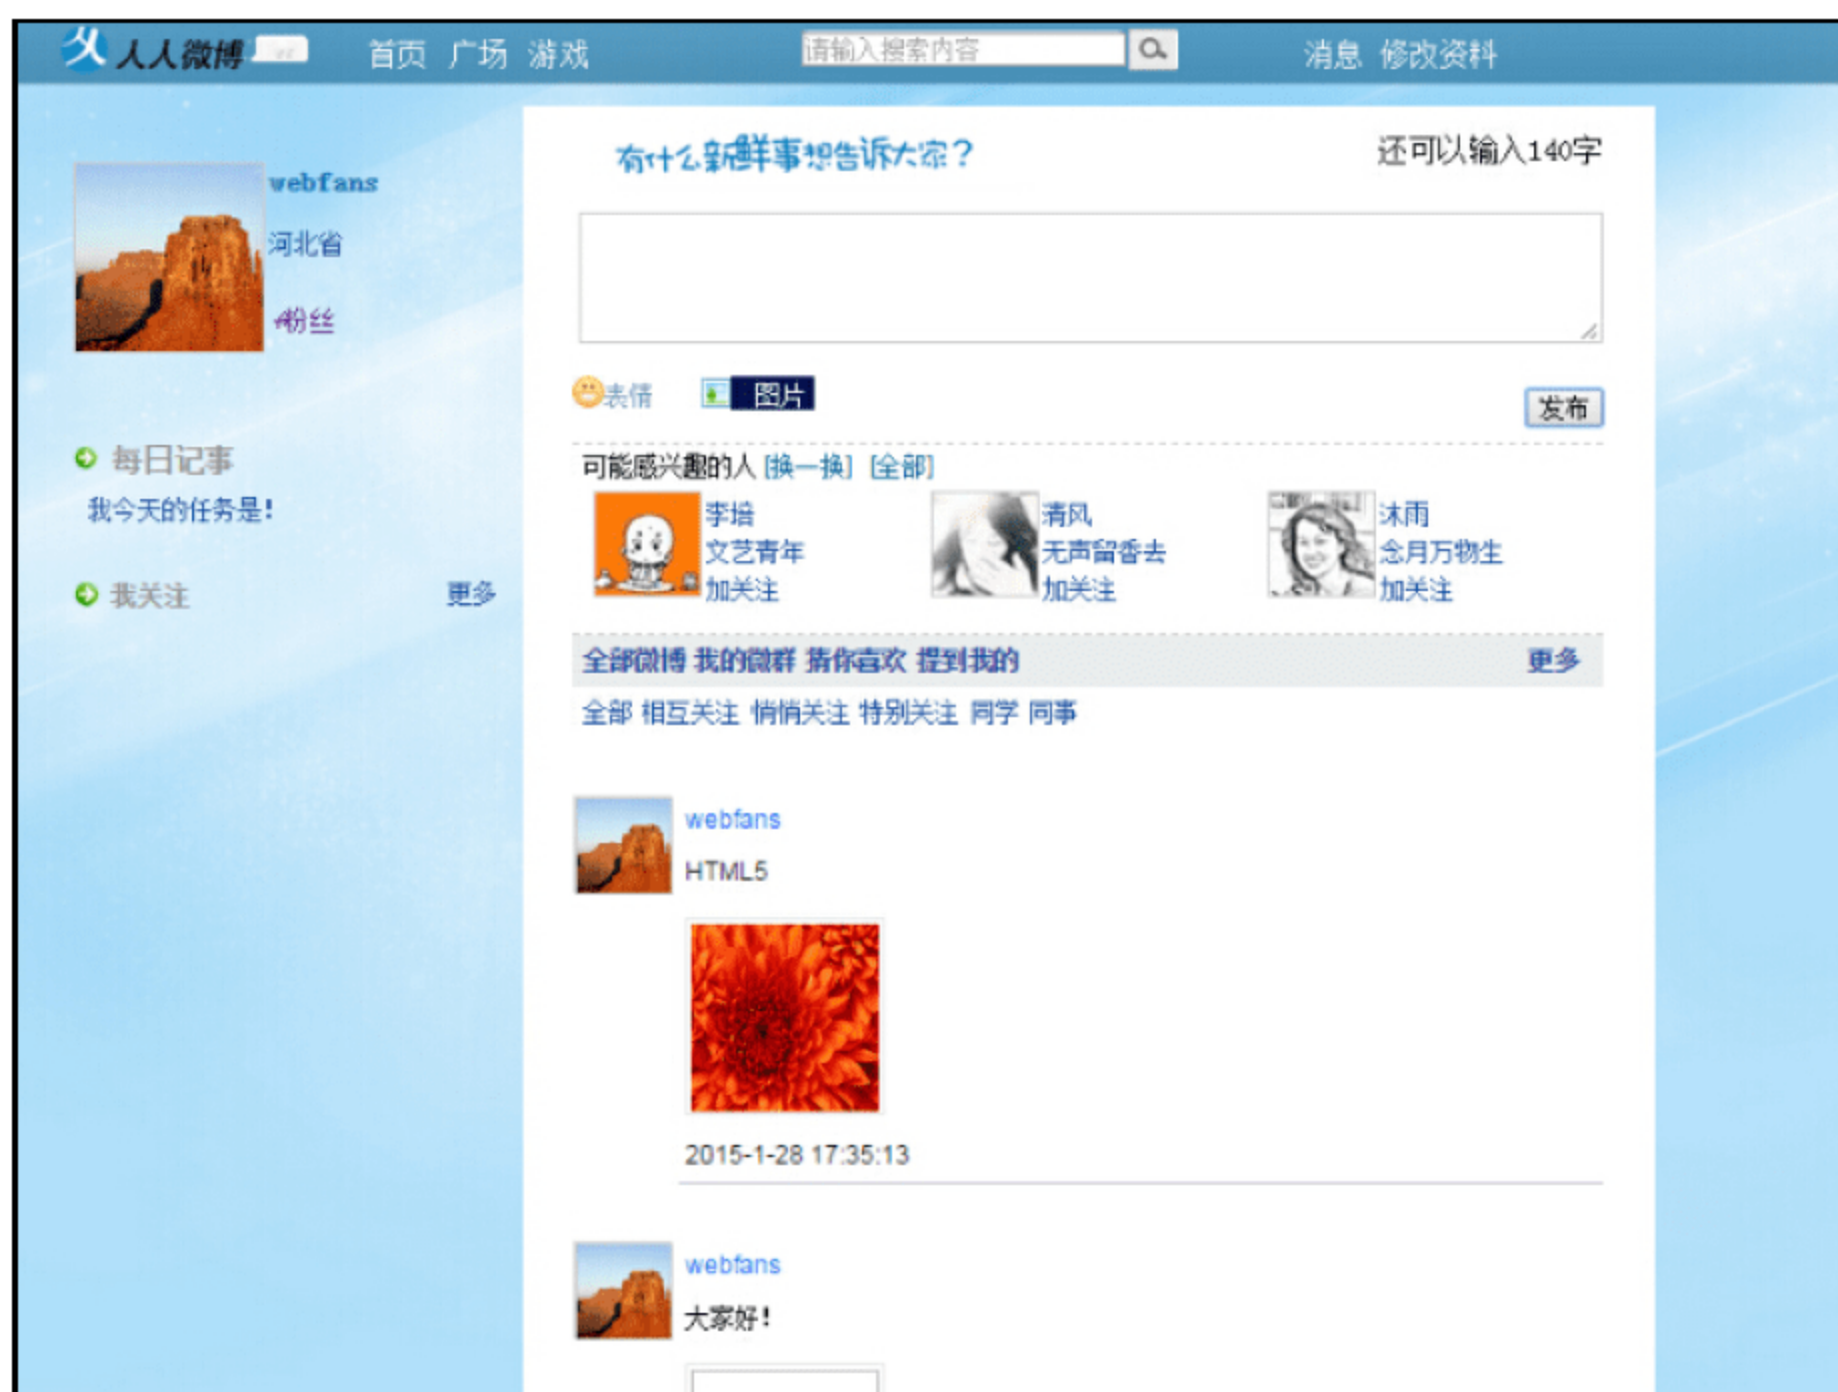 人人微博
首页 广场 游戏
请输入搜索内容
消息 修改资料
webfans
河北省
粉丝
每日记事
我今天的任务是!
我关注 更多
有什么新鲜事想告诉大家?
还可以输入140字
表情 图片
发布
可能感兴趣的人 [换一换] [全部]
李培
文艺青年
加关注
清风
无声留香去
加关注
沐雨
念月万物生
加关注
全部微博 我的微群 猜你喜欢 提到我的 更多
全部 相互关注 悄悄关注 特别关注 同学 同事
webfans
HTML5
2015-1-28 17:35:13
webfans
大家好!